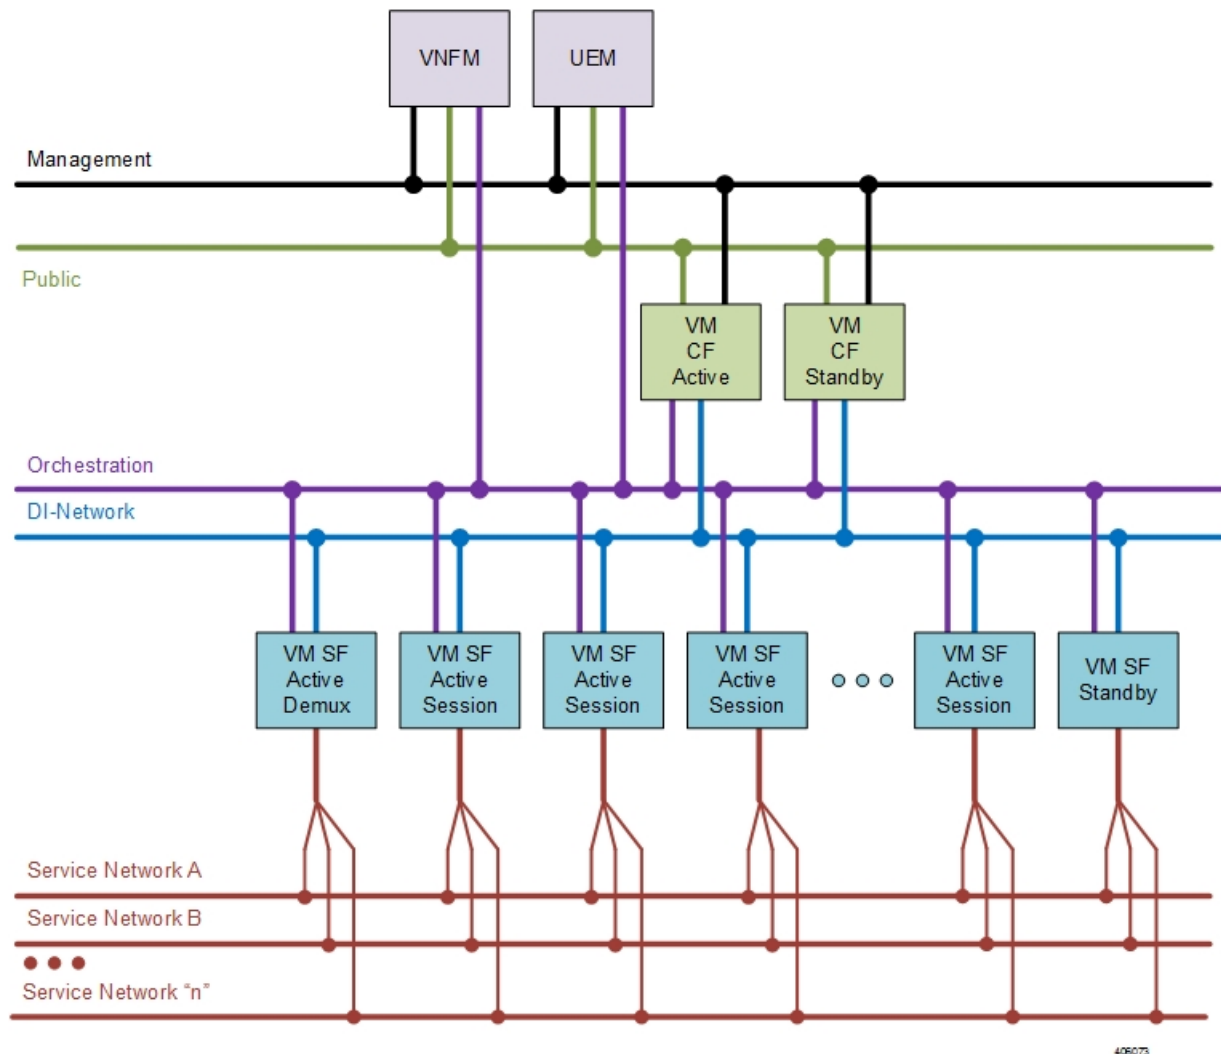 VNFM
UEM
Management
Public
VM
CF
Active
VM
CF
Standby
Orchestration
DI-Network
VM SF
Active
Demux
VM SF
Active
Session
VM SF
Active
Session
VM SF
Active
Session
VM SF
Active
Session
VM SF
Standby
Service Network A
Service Network B
Service Network “n”
406073